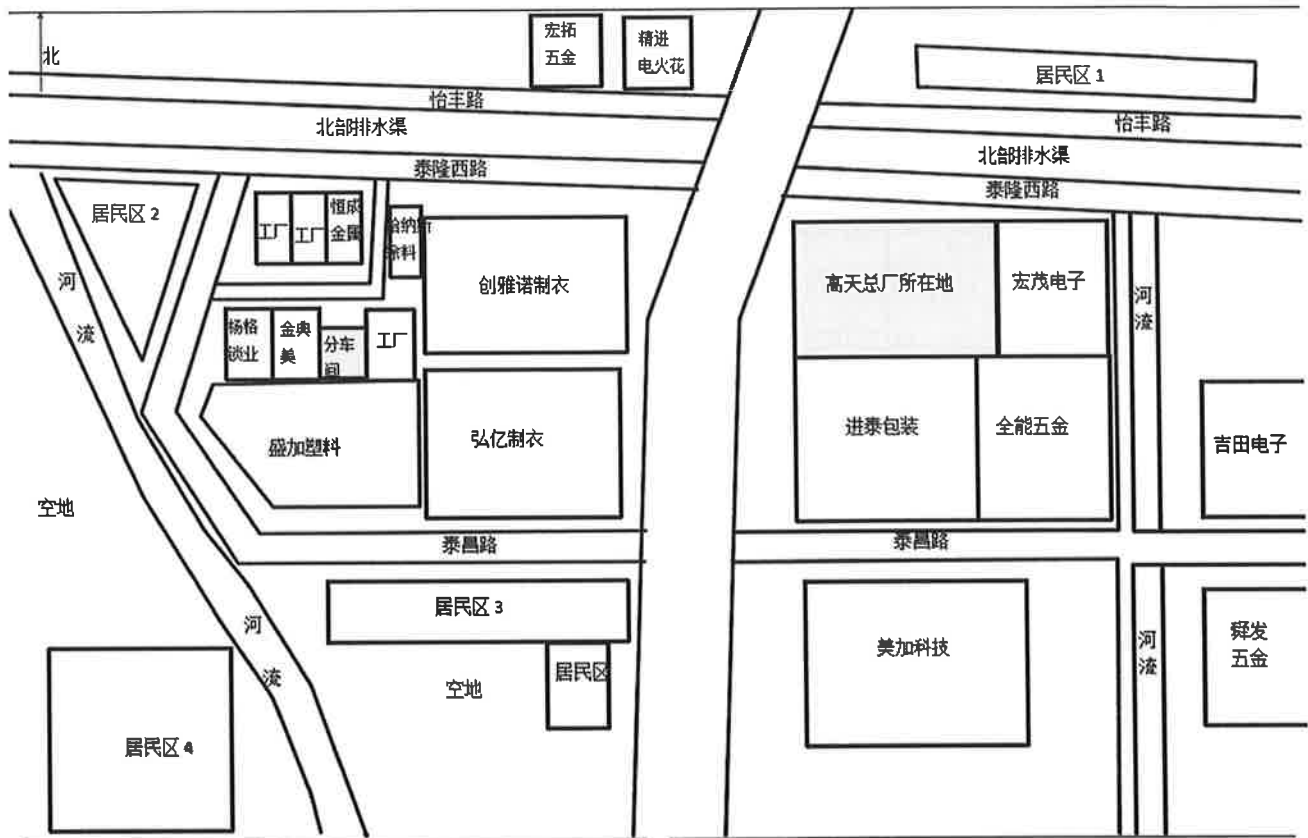 北
宏拓
五金
精进
电火花
居民区 1
怡丰路
怡丰路
北部排水渠
北部排水渠
泰隆西路
泰隆西路
居民区 2
工厂
工厂
恒成
金属
哈纳斯
涂料
创雅诺制衣
高天总厂所在地
宏茂电子
河
流
河
流
杨格
锁业
金典
美
分车
间
工厂
盛加塑料
弘亿制衣
进泰包装
全能五金
吉田电子
空地
泰昌路
泰昌路
居民区 3
河
流
居民区
空地
美加科技
河
流
舜发
五金
居民区 4